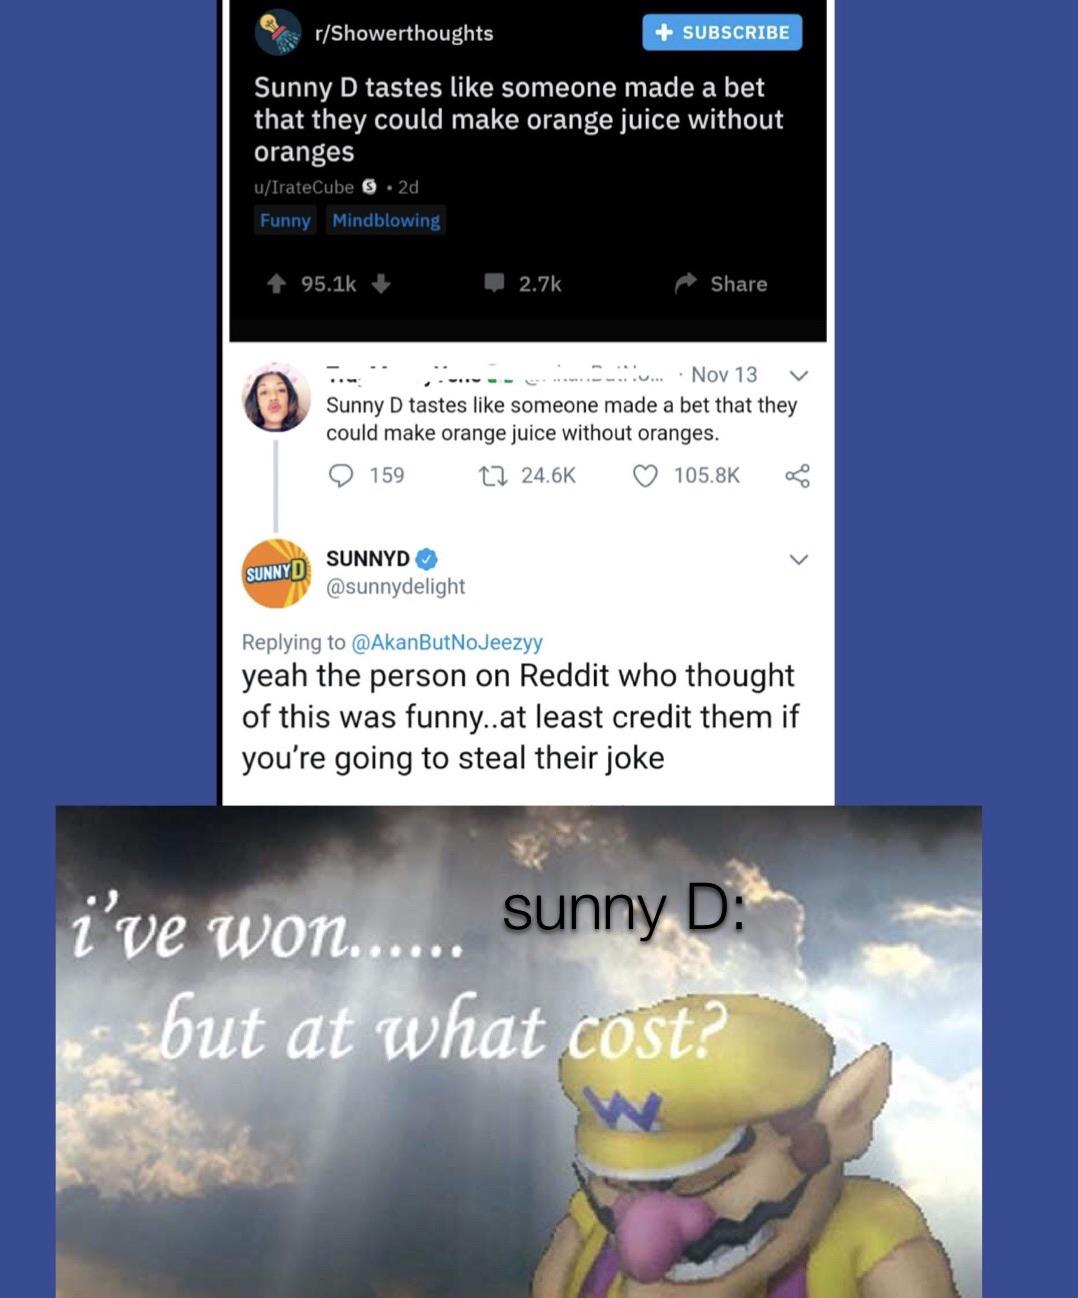 r/Showerthoughts
+ SUBSCRIBE
Sunny D tastes like someone made a bet
that they could make orange juice without
oranges
u/IrateCube S • 2d
Funny Mindblowing
95.1k 2.7k Share
· Nov 13
Sunny D tastes like someone made a bet that they
could make orange juice without oranges.
159 24.6K 105.8K
SUNNYD
SUNNYD
@sunnydelight
Replying to @AkanButNoJeezyy
yeah the person on Reddit who thought
of this was funny..at least credit them if
you're going to steal their joke
sunny D:
i've won......
but at what cost?
W